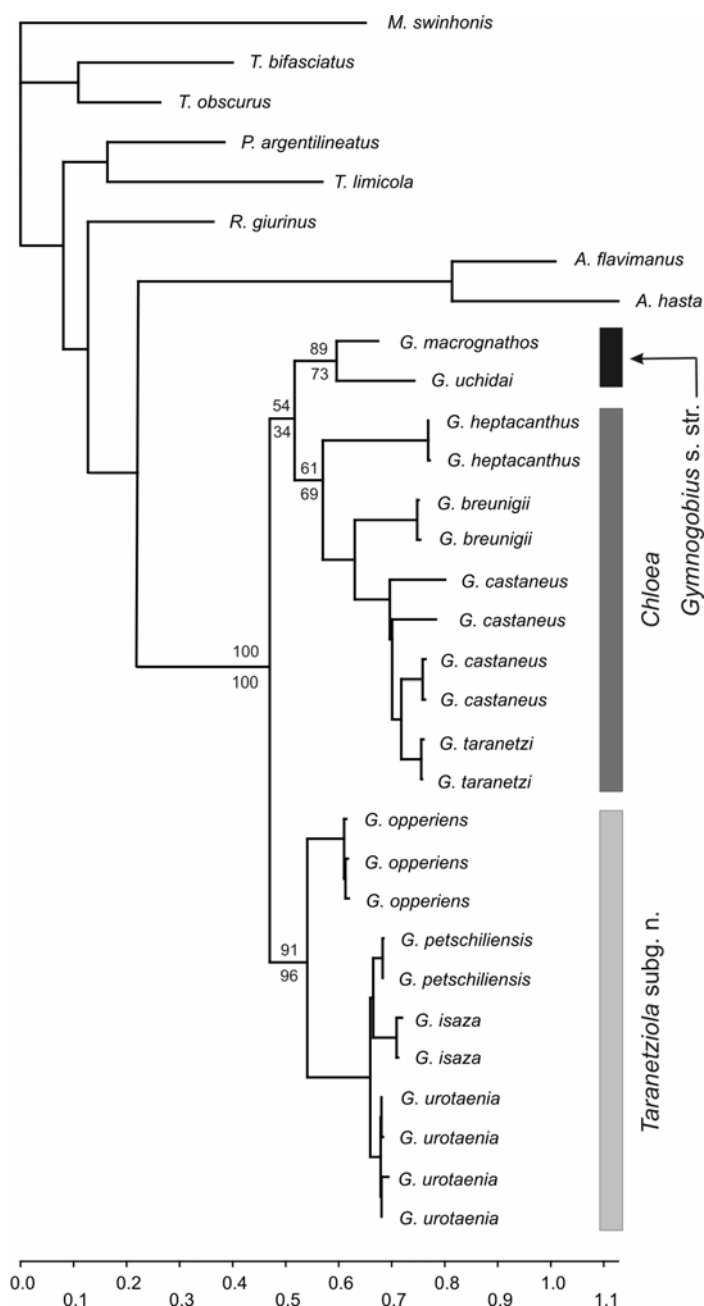 M. swinhonis
T. bifasciatus
T. obscurus
P. argentilineatus
T. limicola
R. giurinus
A. flavimanus
A. hasta
89
73
G. macrognathos
G. uchidai
54
34
G. heptacanthus
61
69
G. heptacanthus
G. breunigii
G. breunigii
G. castaneus
G. castaneus
G. castaneus
G. castaneus
G. taranetzi
G. taranetzi
100
100
G. opperiens
G. opperiens
G. opperiens
91
96
G. petschiliensis
G. petschiliensis
G. isaza
G. isaza
G. urotaenia
G. urotaenia
G. urotaenia
G. urotaenia
Gymnogobius s. str.
Chloea
Taranetziola subg. n.
0.0 0.2 0.4 0.6 0.8 1.0
0.1 0.3 0.5 0.7 0.9 1.1